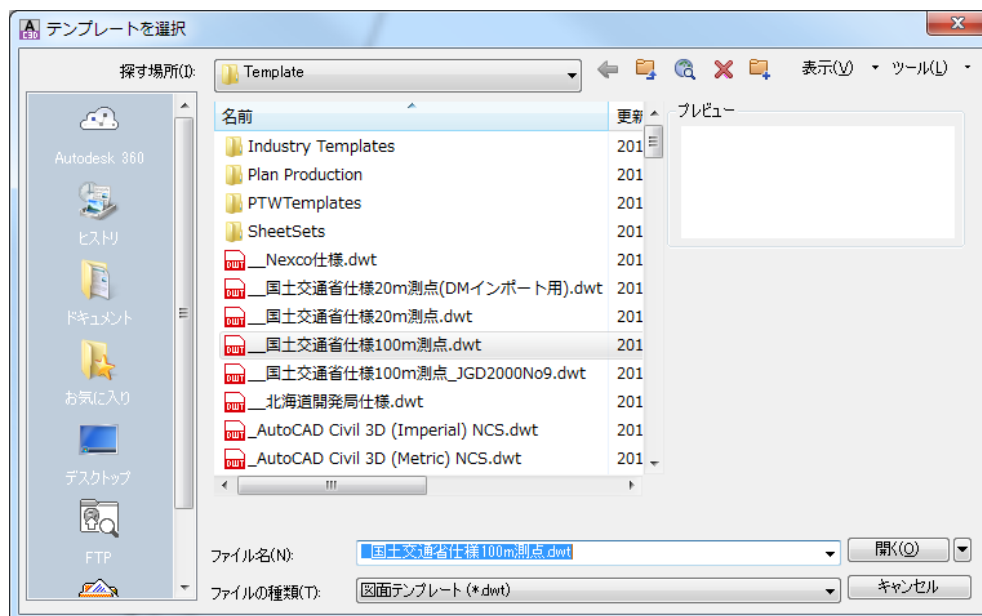 A C3D テンプレートを選択
探す場所(I): Template 表示(V) ツール(L)
名前 更新
プレビュー
Industry Templates 201
Plan Production 201
PTWTemplates 201
SheetSets 201
__Nexco仕様.dwt 201
__国土交通省仕様20m測点(DMインポート用).dwt 201
__国土交通省仕様20m測点.dwt 201
__国土交通省仕様100m測点.dwt 201
__国土交通省仕様100m測点_JGD2000No9.dwt 201
__北海道開発局仕様.dwt 201
_AutoCAD Civil 3D (Imperial) NCS.dwt 201
_AutoCAD Civil 3D (Metric) NCS.dwt 201
Autodesk 360
ヒストリ
ドキュメント
お気に入り
デスクトップ
FTP
ファイル名(N): __国土交通省仕様100m測点.dwt 開く(O)
ファイルの種類(T): 図面テンプレート (*.dwt) キャンセル